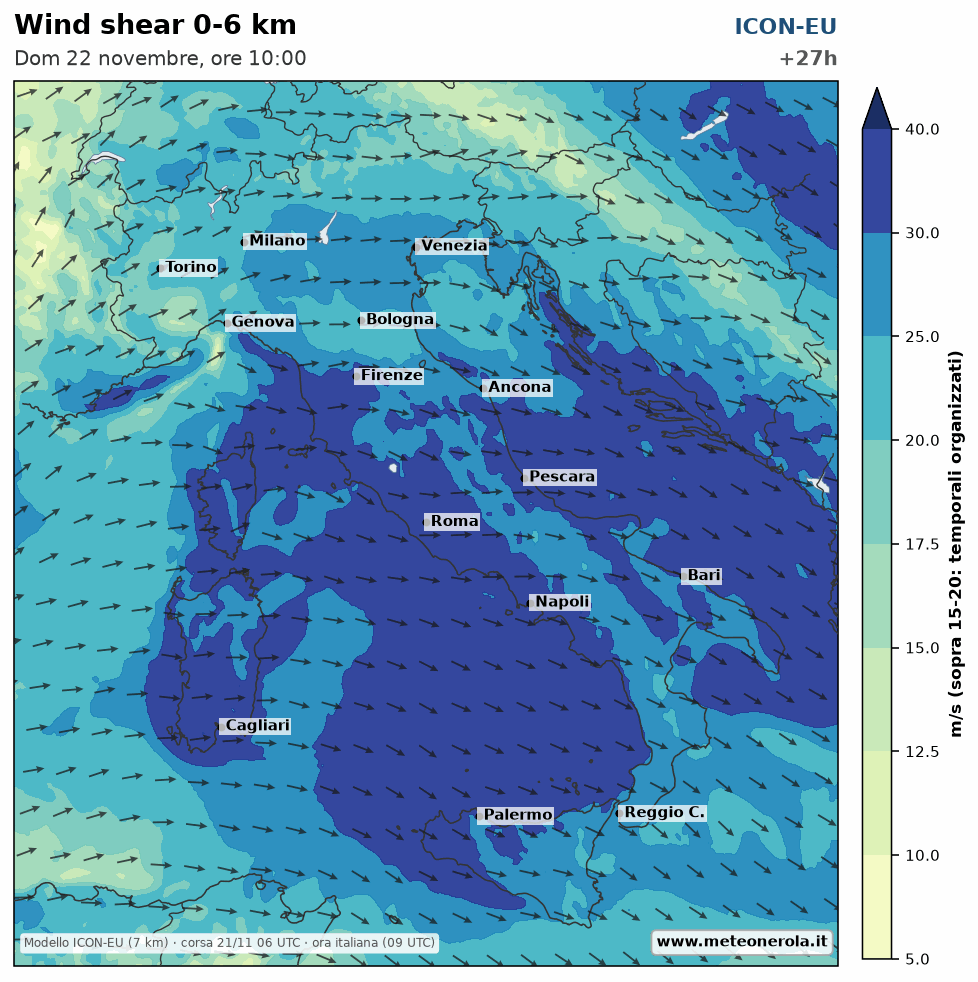 Wind shear 0-6 km
ICON-EU
Dom 22 novembre, ore 10:00
+27h
Milano
Venezia
Torino
Genova
Bologna
Firenze
Ancona
Pescara
Roma
Bari
Napoli
Cagliari
Palermo
Reggio C.
40.0
30.0
25.0
20.0
17.5
15.0
12.5
10.0
5.0
m/s (sopra 15-20: temporali organizzati)
Modello ICON-EU (7 km) · corsa 21/11 06 UTC · ora italiana (09 UTC)
www.meteonerola.it